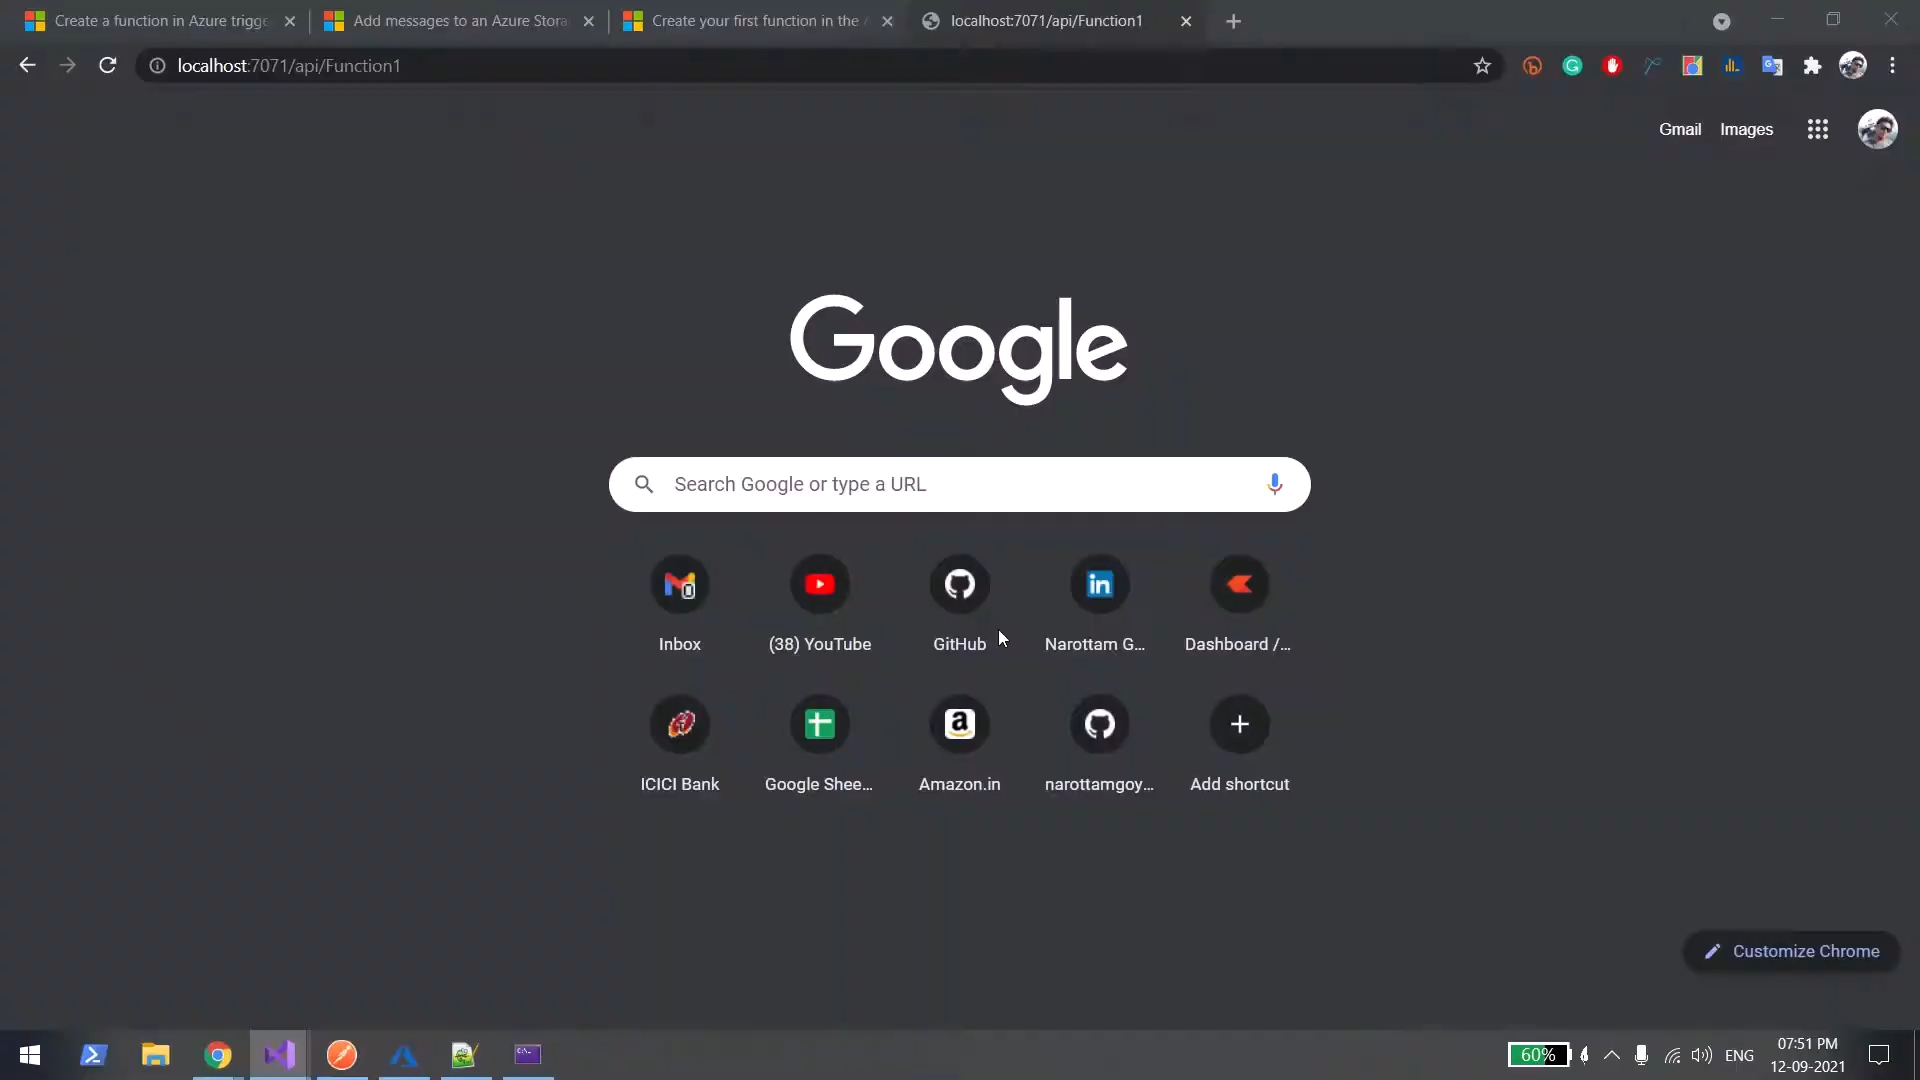 Create a function in Azure trigge
Add messages to an Azure Stora
Create your first function in the A
localhost:7071/api/Function1
localhost:7071/api/Function1
Gmail Images
Google
Search Google or type a URL
Inbox
(38) YouTube
GitHub
Narottam G...
Dashboard /...
ICICI Bank
Google Shee...
Amazon.in
narottamgoy...
Add shortcut
Customize Chrome
60%
ENG
07:51 PM
12-09-2021